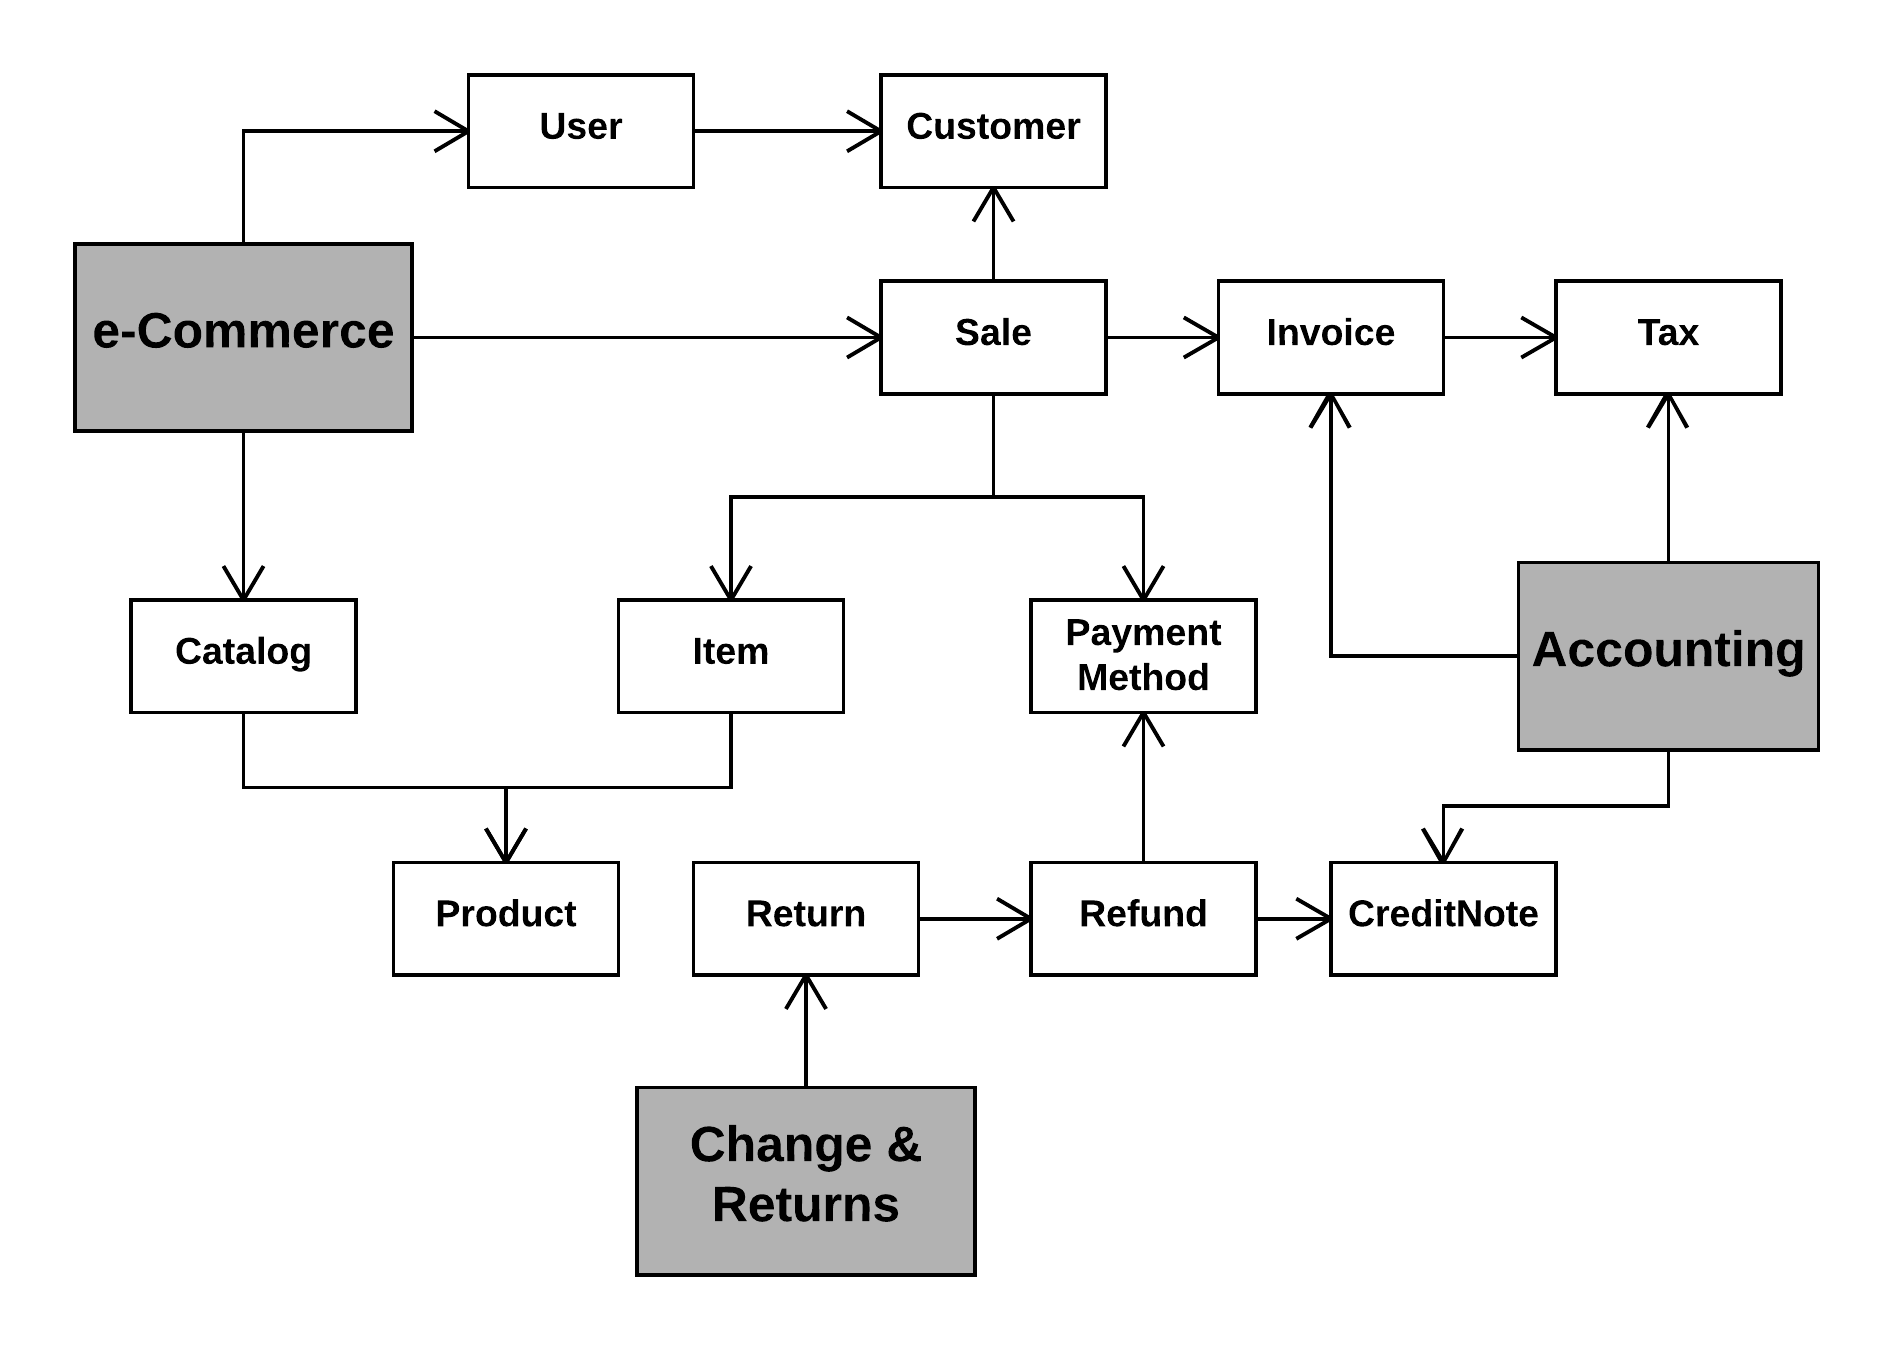 User
Customer
e-Commerce
Sale
Invoice
Tax
Catalog
Item
Payment
Method
Accounting
Product
Return
Refund
CreditNote
Change &
Returns